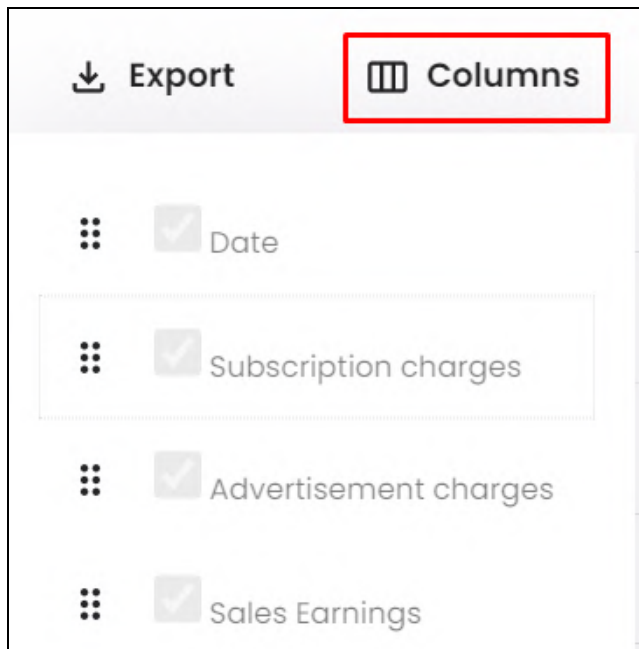 Export Columns
Date
Subscription charges
Advertisement charges
Sales Earnings